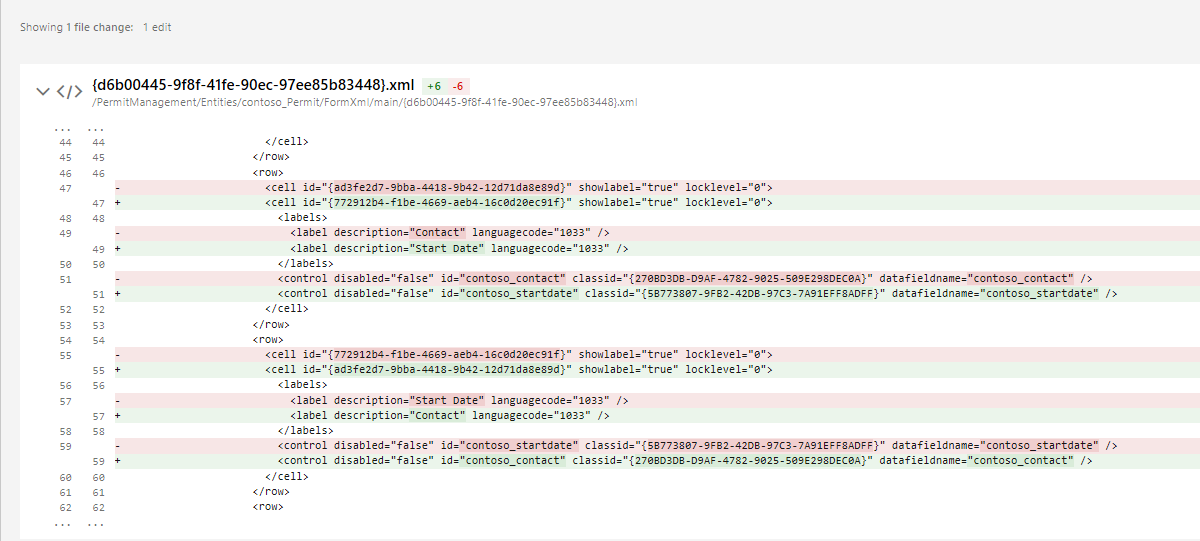 Showing 1 file change: 1 edit
{d6b00445-9f8f-41fe-90ec-97ee85b83448}.xml +6 -6
/PermitManagement/Entities/contoso_Permit/FormXml/main/{d6b00445-9f8f-41fe-90ec-97ee85b83448}.xml
... ...
44 44 </cell>
45 45 </row>
46 46 <row>
47 - <cell id="{ad3fe2d7-9bba-4418-9b42-12d71da8e89d}" showlabel="true" locklevel="0">
47 + <cell id="{772912b4-f1be-4669-aeb4-16c0d20ec91f}" showlabel="true" locklevel="0">
48 48 <labels>
49 - <label description="Contact" languagecode="1033" />
49 + <label description="Start Date" languagecode="1033" />
50 50 </labels>
51 - <control disabled="false" id="contoso_contact" classid="{270BD3DB-D9AF-4782-9025-509E298DEC0A}" datafieldname="contoso_contact" />
51 + <control disabled="false" id="contoso_startdate" classid="{5B773807-9FB2-42DB-97C3-7A91EFF8ADFF}" datafieldname="contoso_startdate" />
52 52 </cell>
53 53 </row>
54 54 <row>
55 - <cell id="{772912b4-f1be-4669-aeb4-16c0d20ec91f}" showlabel="true" locklevel="0">
55 + <cell id="{ad3fe2d7-9bba-4418-9b42-12d71da8e89d}" showlabel="true" locklevel="0">
56 56 <labels>
57 - <label description="Start Date" languagecode="1033" />
57 + <label description="Contact" languagecode="1033" />
58 58 </labels>
59 - <control disabled="false" id="contoso_startdate" classid="{5B773807-9FB2-42DB-97C3-7A91EFF8ADFF}" datafieldname="contoso_startdate" />
59 + <control disabled="false" id="contoso_contact" classid="{270BD3DB-D9AF-4782-9025-509E298DEC0A}" datafieldname="contoso_contact" />
60 60 </cell>
61 61 </row>
62 62 <row>
... ...